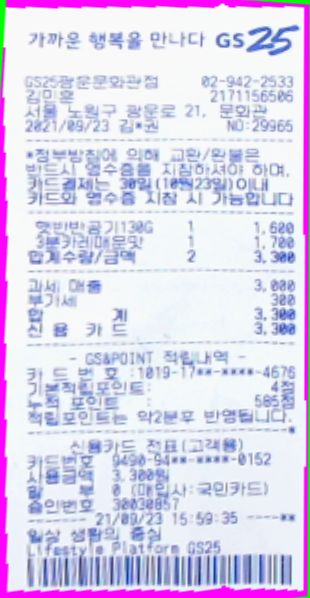 가까운 행복을 만나다 GS25
GS25광운문화관점 02-942-2533
2171156506
서울 노원구 광운로 21, 문화관
2021/09/23 김*권 NO:29965
*정부방침에 의해 교환/환불은
반드시 영수증을 지참하셔야 하며,
카드결제는 30일(10월23일)이내
카드와 영수증 지참 시 가능합니다
햇반반공기130G 1 1,600
3분카레매운맛 1 1,700
합계수량/금액 2 3,300
과세 매출 3,000
부가세 300
합 계 3,300
신 용 카 드 3,300
- GS&POINT 적립내역 -
카 드 번 호 :1019-17**-****-4676
기본적립포인트: 4점
누적 포인트 : 585점
적립포인트는 약2분후 반영됩니다.
신용카드 전표(고객용)
카드번호 9490-94**-****-0152
사용금액 3,300원
할 부 0 (매입사:국민카드)
승인번호 30030857
21/09/23 15:59:35
일상 생활의 중심
Lifestyle Platform GS25